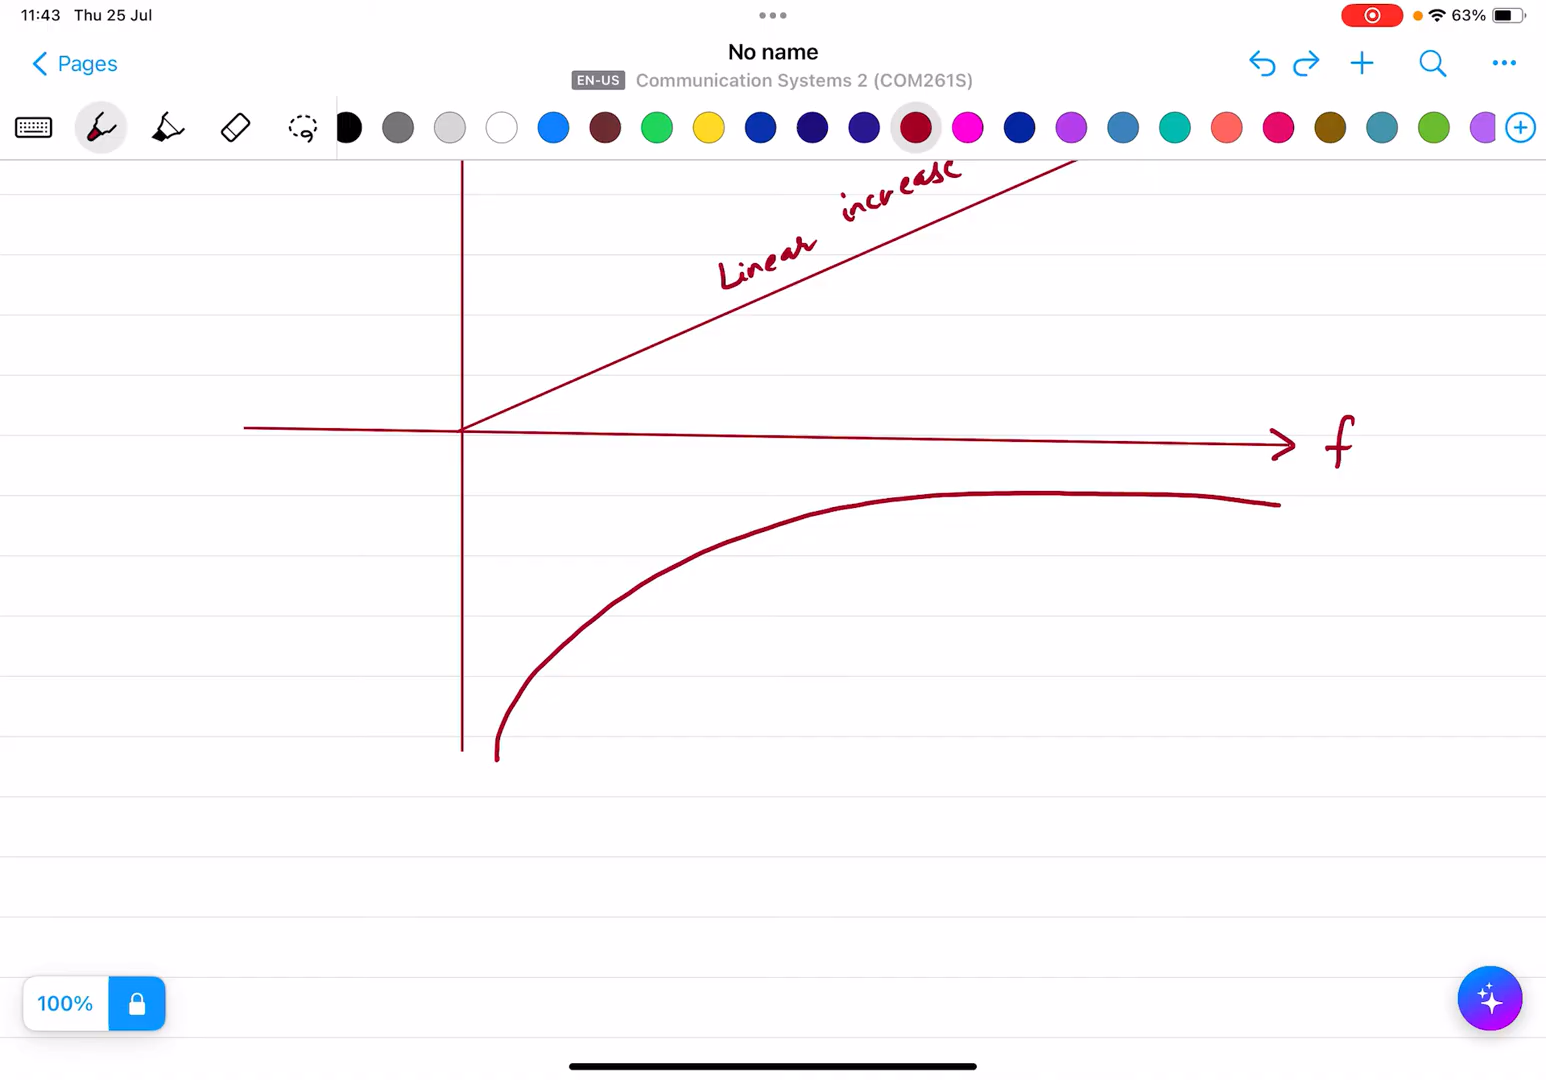 11:43 Thu 25 Jul
63%
Pages
No name
EN-US Communication Systems 2 (COM261S)
Linear increase
f
100%